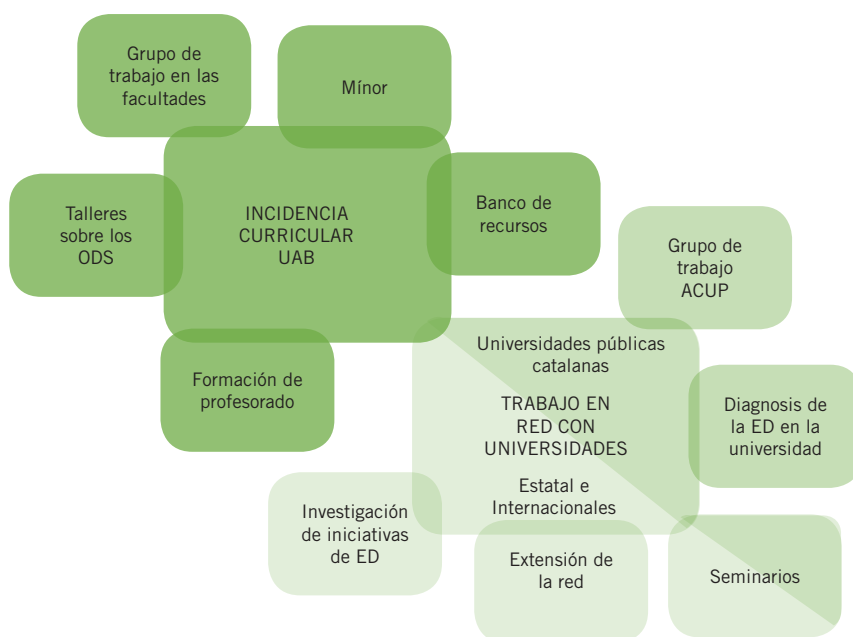 Grupo de
trabajo en las
facultades
Mínor
Talleres
sobre los
ODS
INCIDENCIA
CURRICULAR
UAB
Banco de
recursos
Grupo de
trabajo
ACUP
Formación de
profesorado
Universidades públicas
catalanas
TRABAJO EN
RED CON
UNIVERSIDADES
Estatal e
Internacionales
Diagnosis de
la ED en la
universidad
Investigación
de iniciativas
de ED
Extensión de
la red
Seminarios